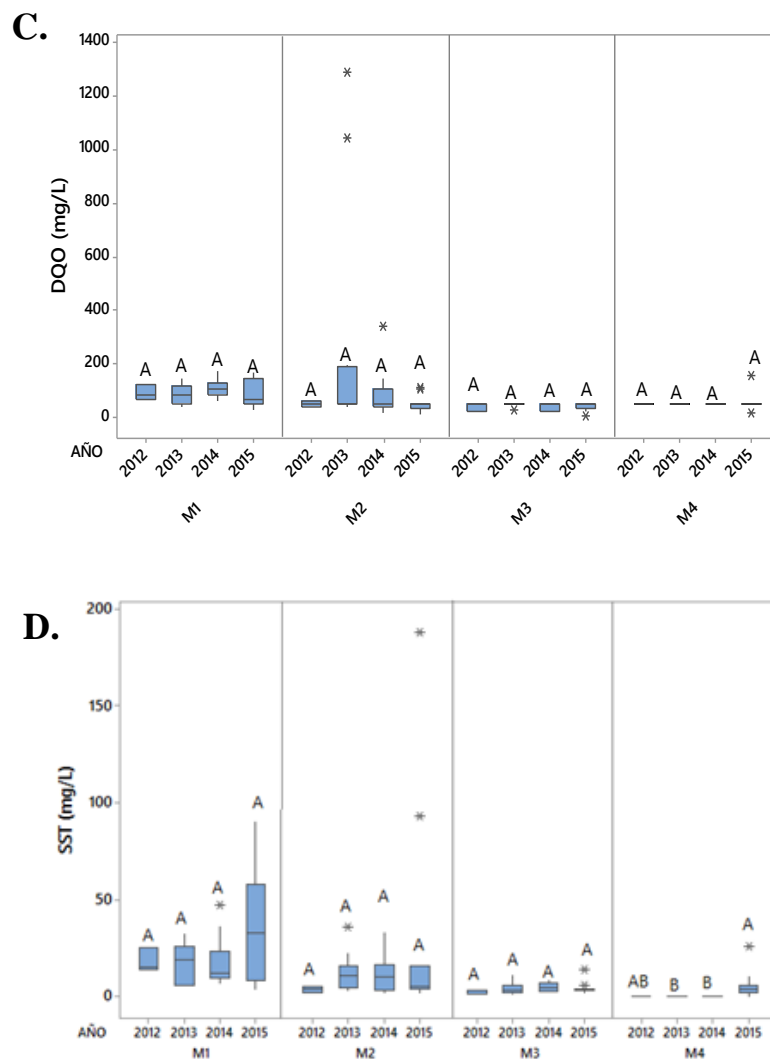 C.
1400
1200
1000
800
600
400
200
0
DQO (mg/L)
A A A A A A A A A A A A A A A A
AÑO 2012 2013 2014 2015 2012 2013 2014 2015 2012 2013 2014 2015 2012 2013 2014 2015
M1 M2 M3 M4
D.
200
150
100
50
0
SST (mg/L)
A A A A A A A A A A A A AB B B A
AÑO 2012 2013 2014 2015 2012 2013 2014 2015 2012 2013 2014 2015 2012 2013 2014 2015
M1 M2 M3 M4